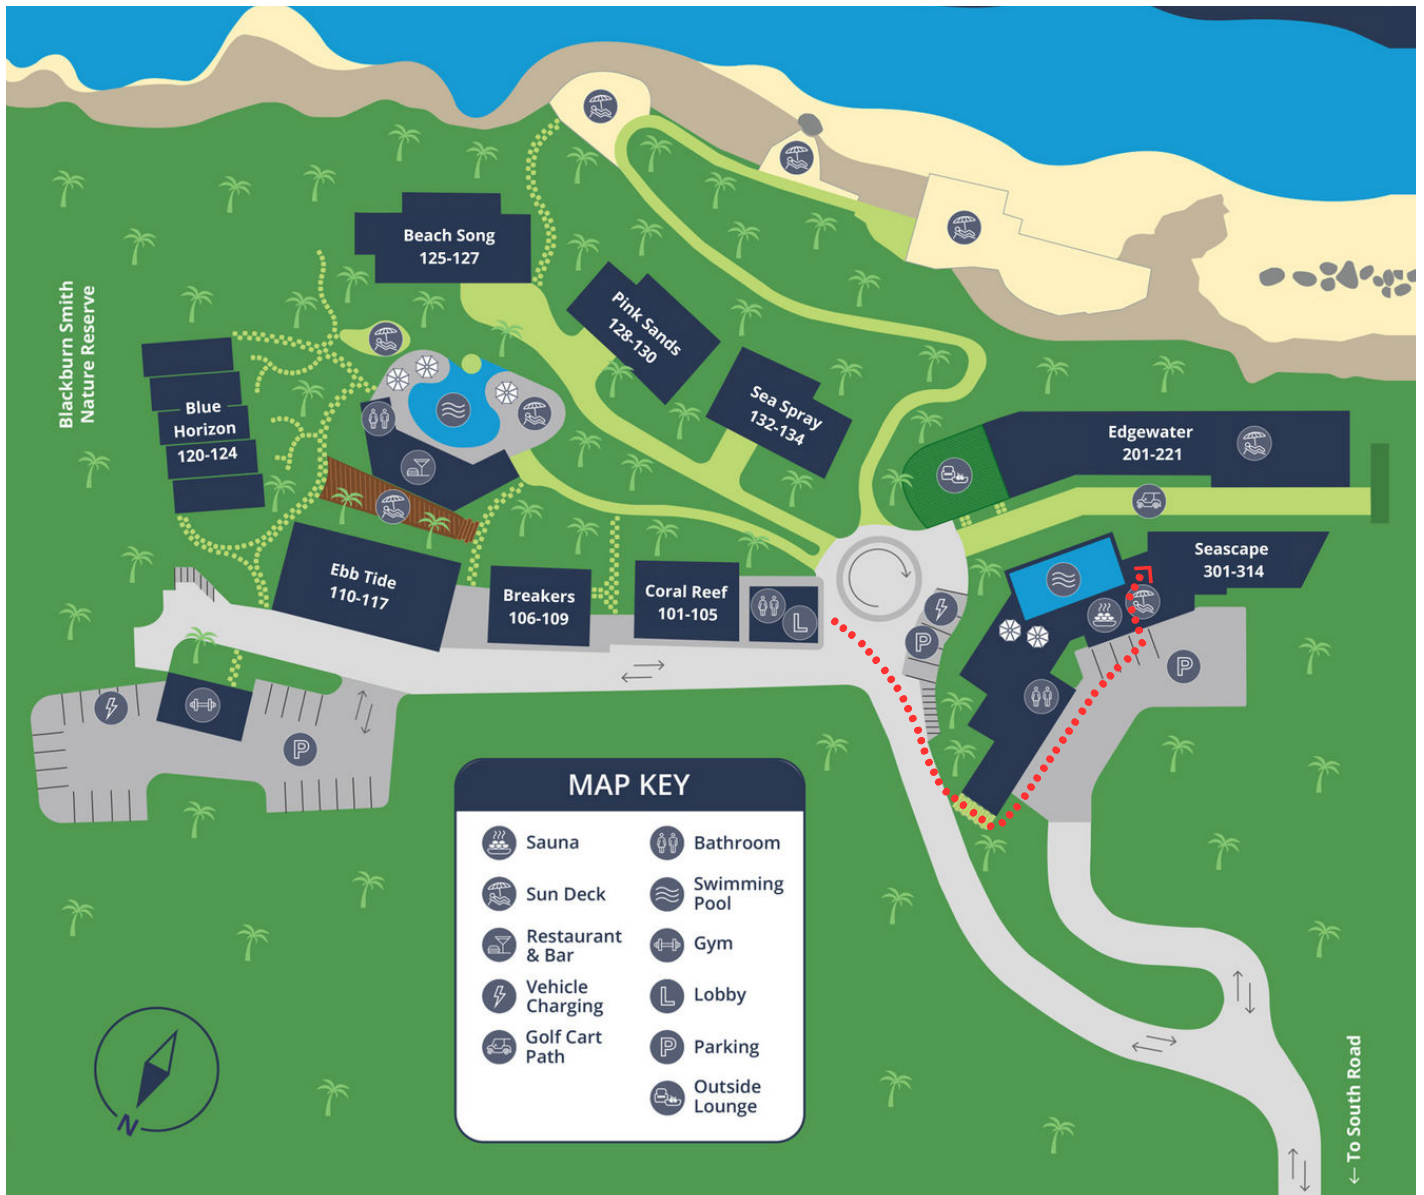 Beach Song
125-127
Pink Sands
128-130
Sea Spray
132-134
Blackburn Smith
Nature Reserve
Blue
Horizon
120-124
Edgewater
201-221
Seascape
301-314
Ebb Tide
110-117
Breakers
106-109
Coral Reef
101-105
L
P
P
P
MAP KEY
Sauna
Bathroom
Sun Deck
Swimming
Pool
Restaurant
& Bar
Gym
Vehicle
Charging
L
Lobby
Golf Cart
Path
P
Parking
Outside
Lounge
N
← To South Road